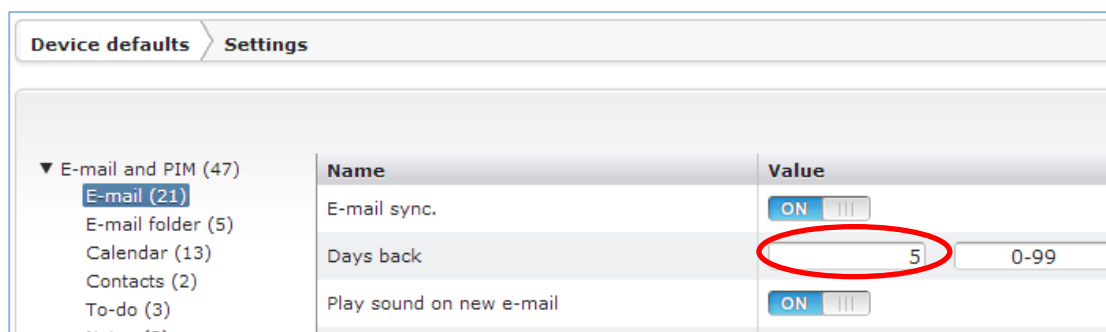 Device defaults Settings
▼ E-mail and PIM (47)
E-mail (21)
E-mail folder (5)
Calendar (13)
Contacts (2)
To-do (3)
Name Value
E-mail sync. ON
Days back 5 0-99
Play sound on new e-mail ON